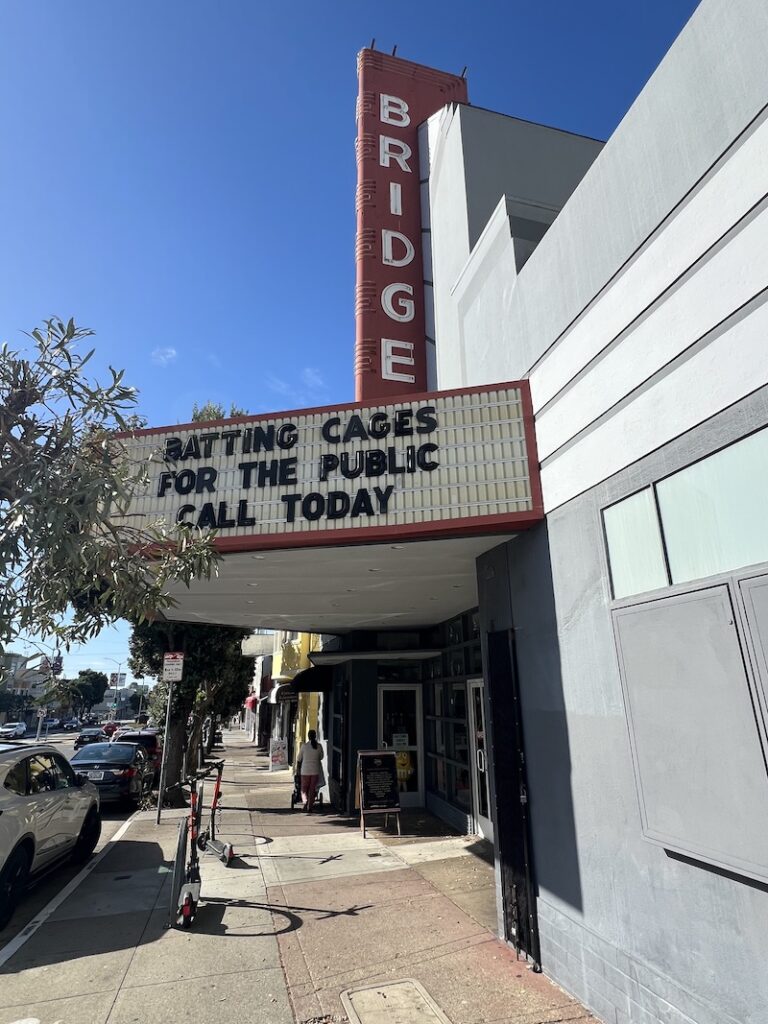 BRIDGE
BATTING CAGES
FOR THE PUBLIC
CALL TODAY